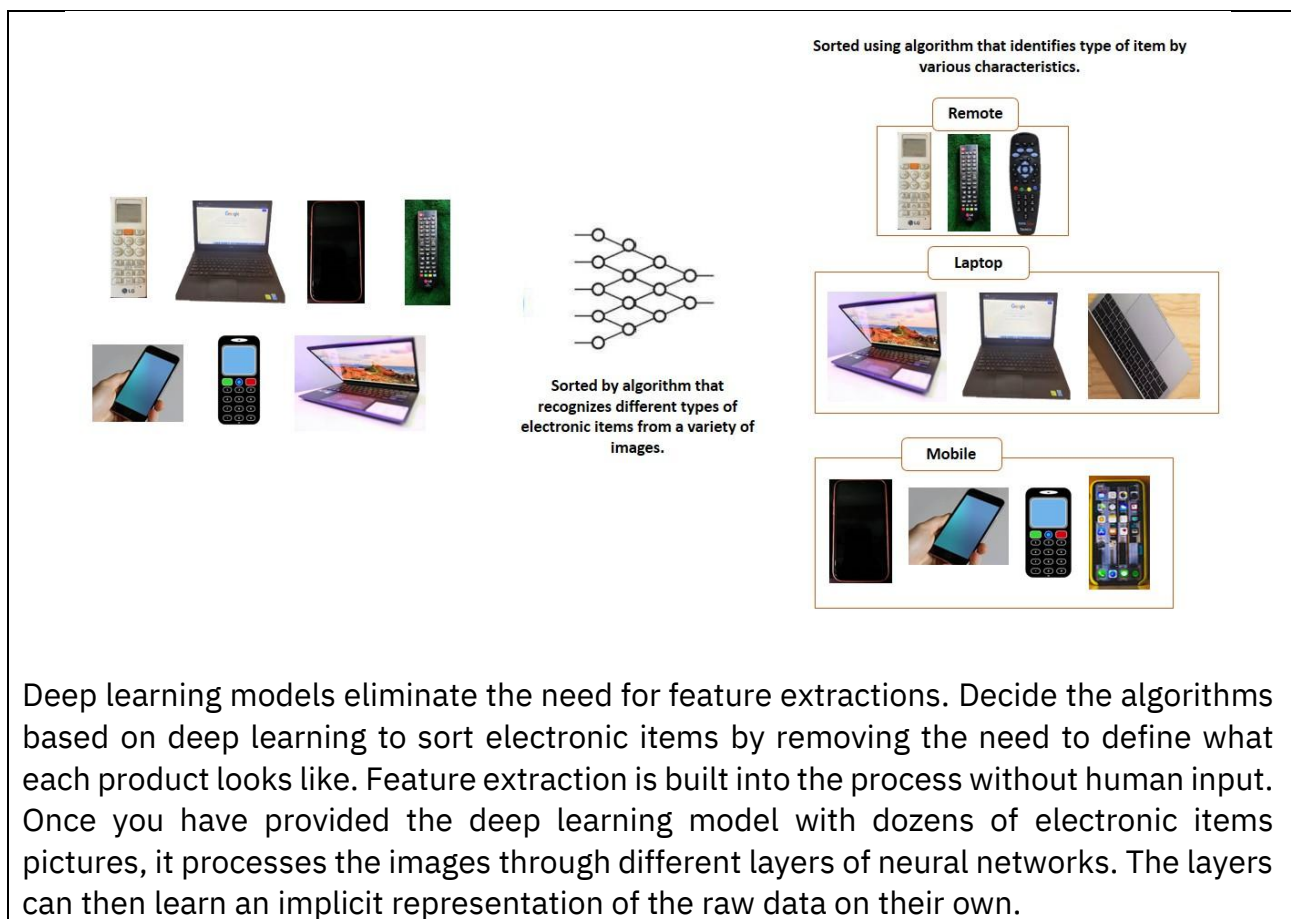 Sorted using algorithm that identifies type of item by
various characteristics.
Remote
LG
Google
Laptop
Google
LG
Sorted by algorithm that
recognizes different types of
electronic items from a variety of
images.
Mobile
Deep learning models eliminate the need for feature extractions. Decide the algorithms
based on deep learning to sort electronic items by removing the need to define what
each product looks like. Feature extraction is built into the process without human input.
Once you have provided the deep learning model with dozens of electronic items
pictures, it processes the images through different layers of neural networks. The layers
can then learn an implicit representation of the raw data on their own.